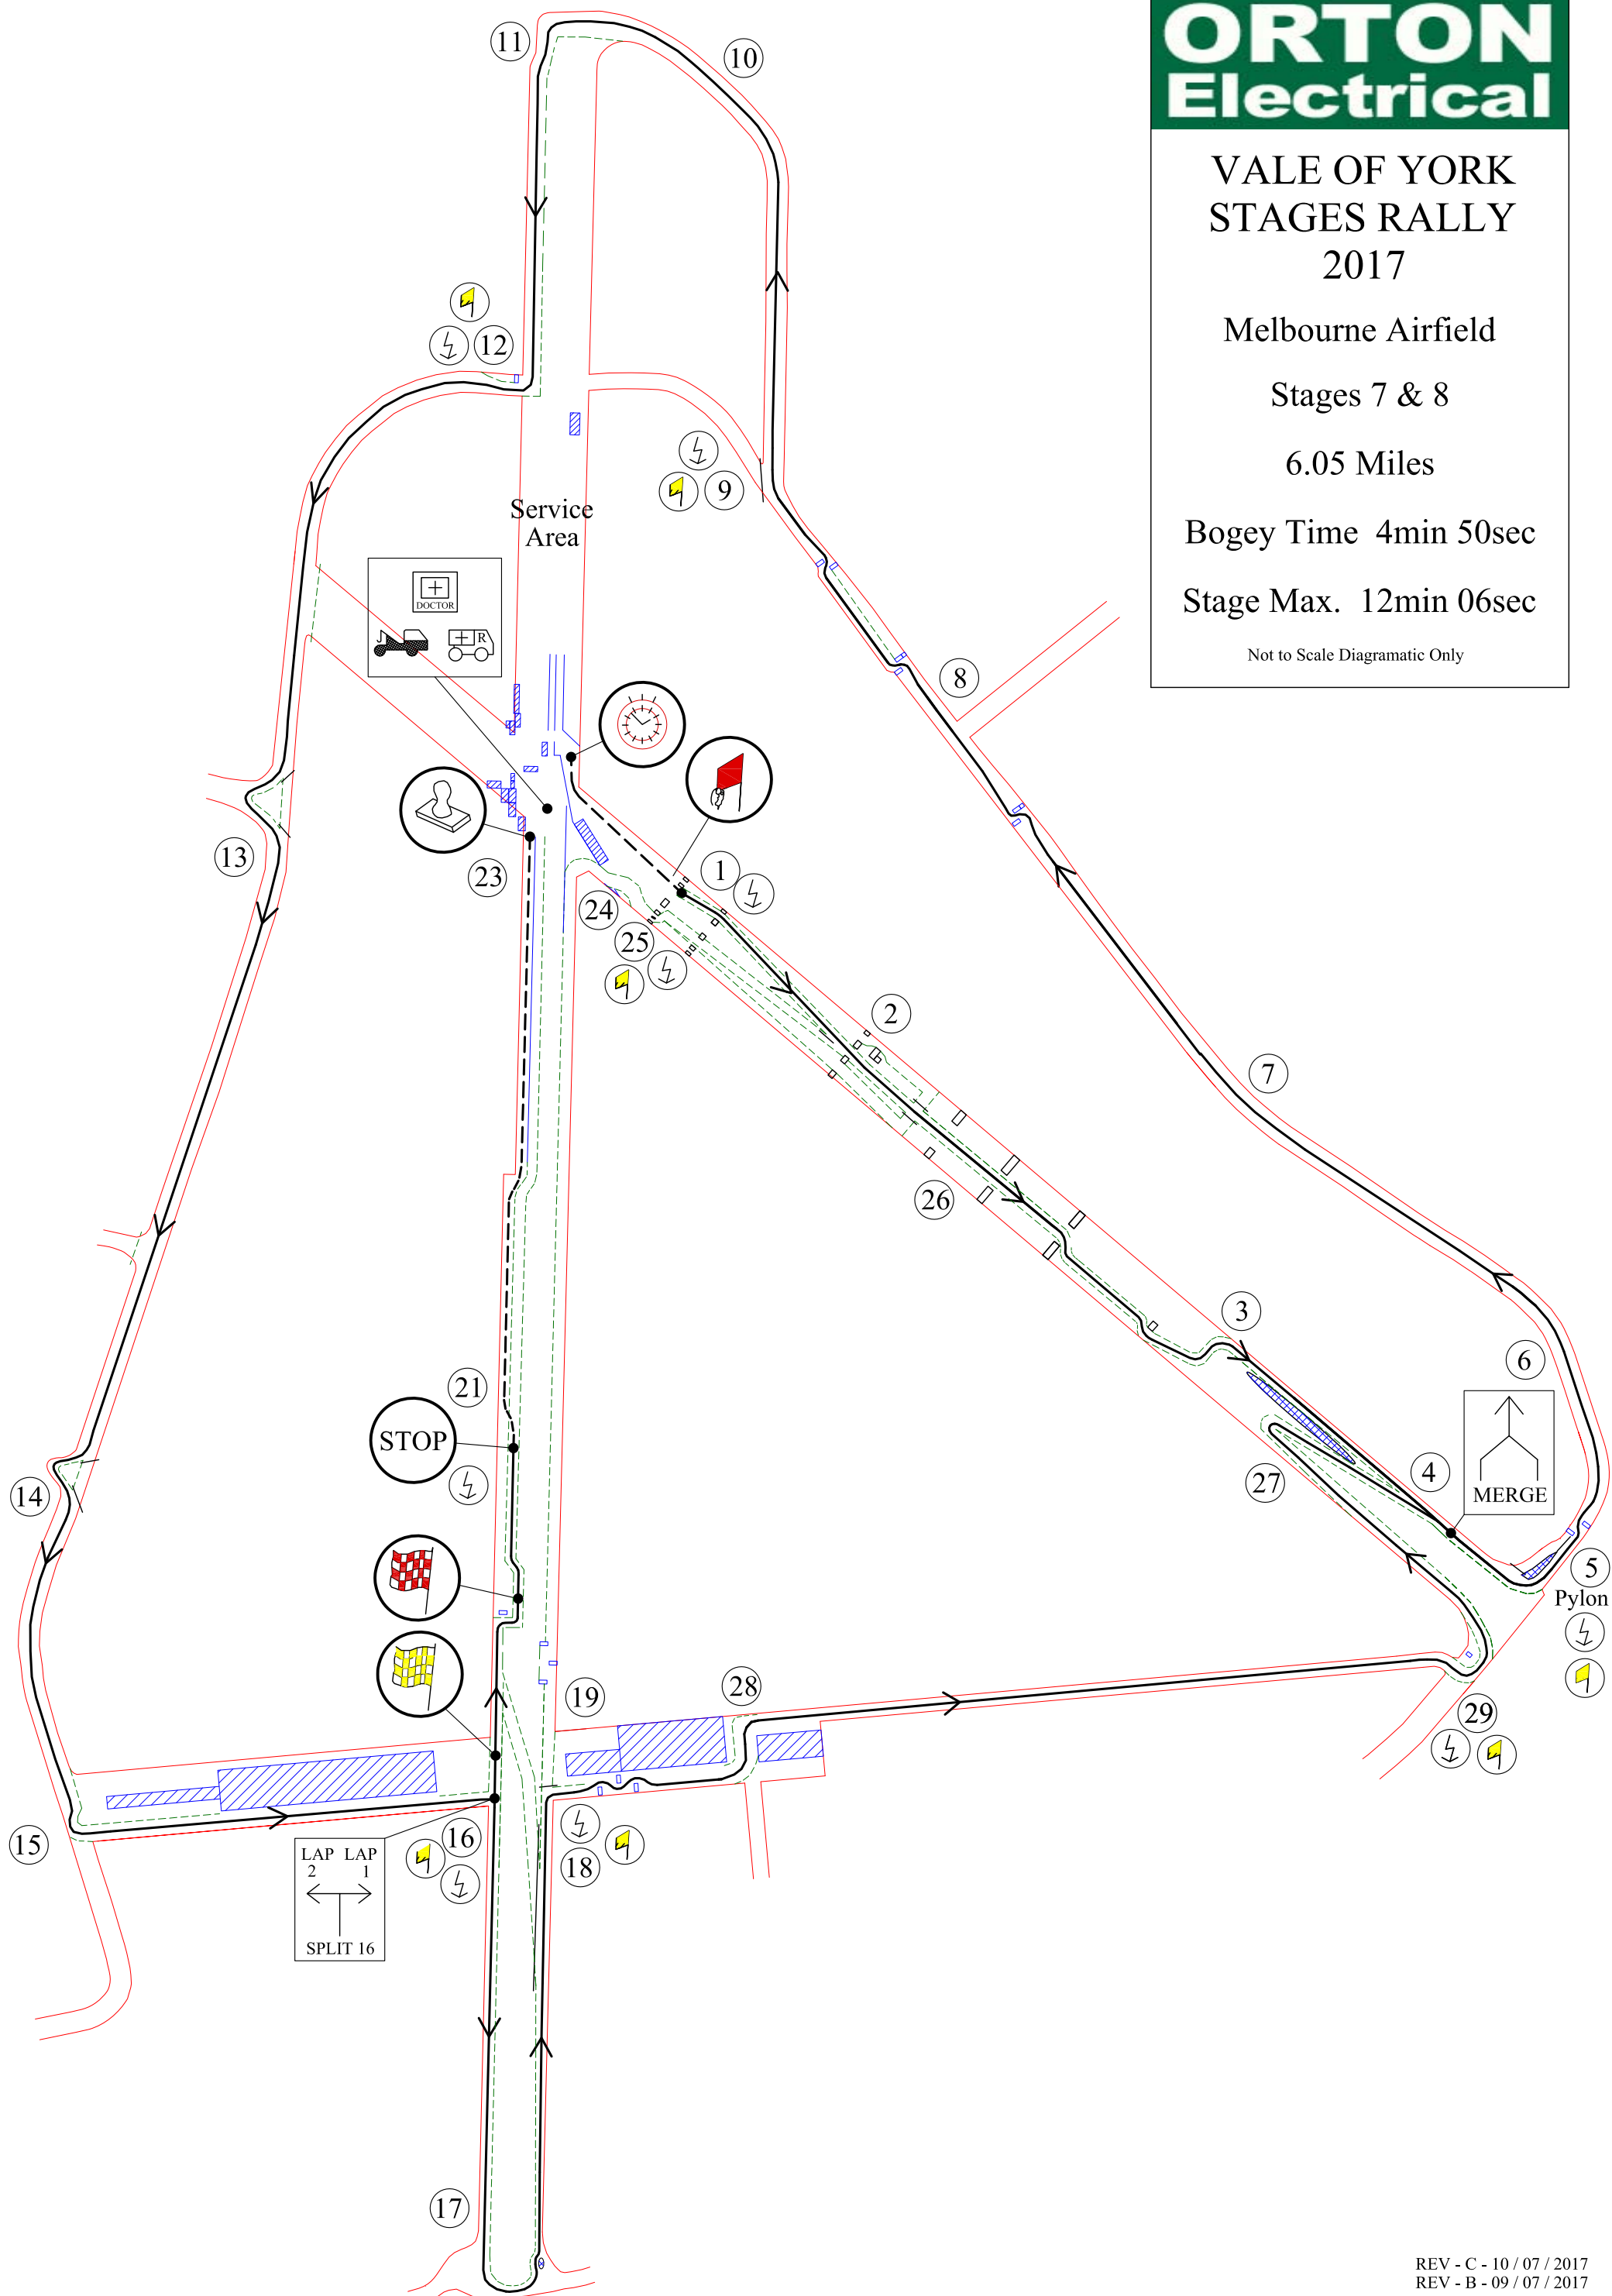 ORTON
Electrical
VALE OF YORK
STAGES RALLY
2017
Melbourne Airfield
Stages 7 & 8
6.05 Miles
Bogey Time 4min 50sec
Stage Max. 12min 06sec
Not to Scale Diagramatic Only
11
10
12
9
Service
Area
DOCTOR
J
R
8
13
23
1
24
25
2
7
26
3
6
MERGE
21
STOP
4
14
27
5
Pylon
19
28
29
15
16
18
LAP LAP
2 1
SPLIT 16
17
REV - C - 10 / 07 / 2017
REV - B - 09 / 07 / 2017